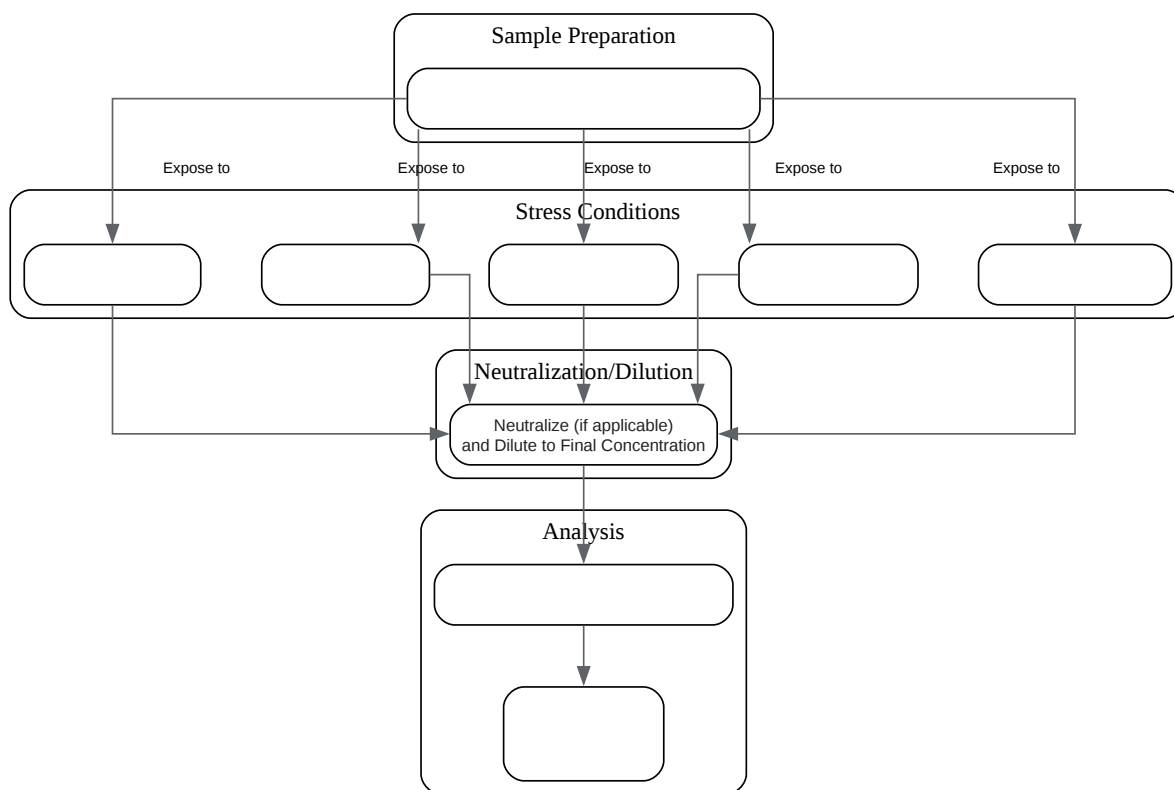 Sample Preparation
Expose to
Expose to
Expose to
Expose to
Expose to
Stress Conditions
Neutralization/Dilution
Neutralize (if applicable)
and Dilute to Final Concentration
Analysis